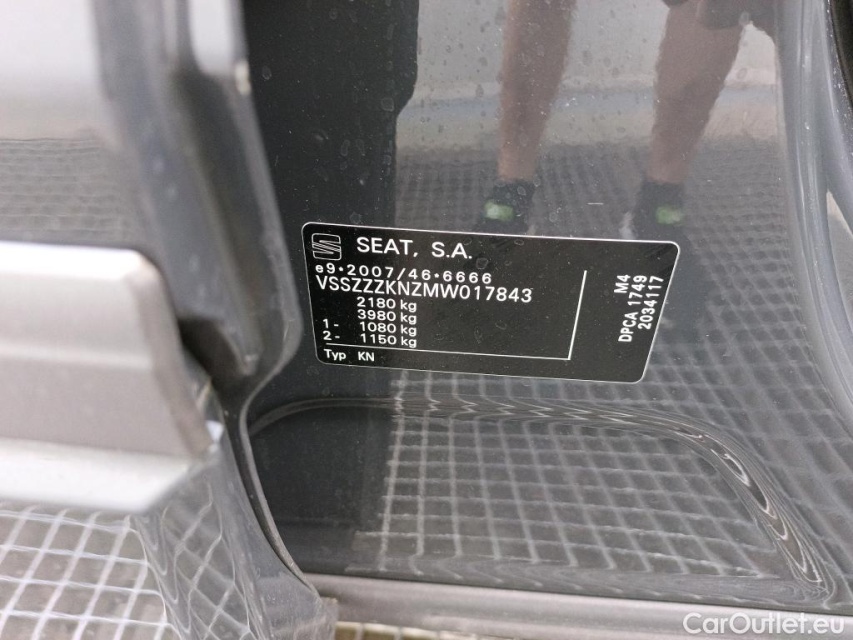 SEAT, S.A.
e9*2007/46*6666
VSSZZZKNZMW017843
2180 kg
3980 kg
1- 1080 kg
2- 1150 kg
Typ KN
M4
DPCA 1749
2034117
CarOutlet.eu